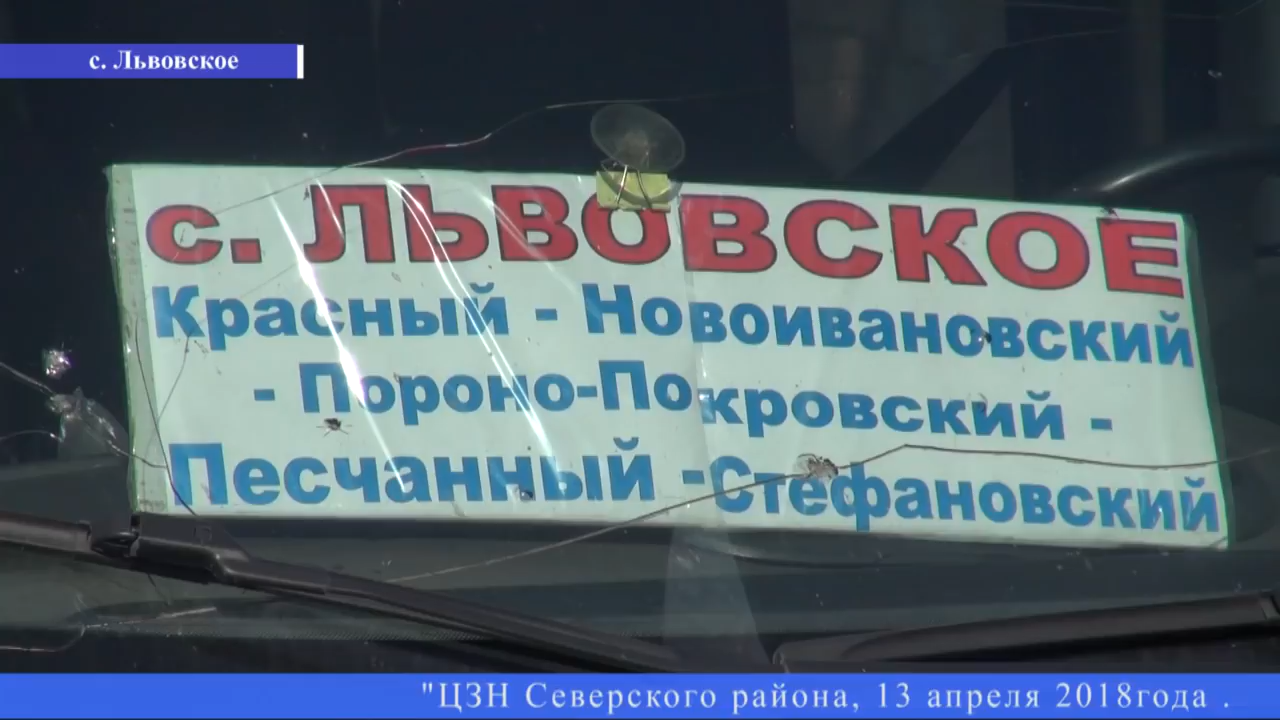 с. Львовское
с. ЛЬВОВСКОЕ
Красный - Новоивановский
- Пороно-Покровский -
Песчанный -Стефановский
"ЦЗН Северского района, 13 апреля 2018года .